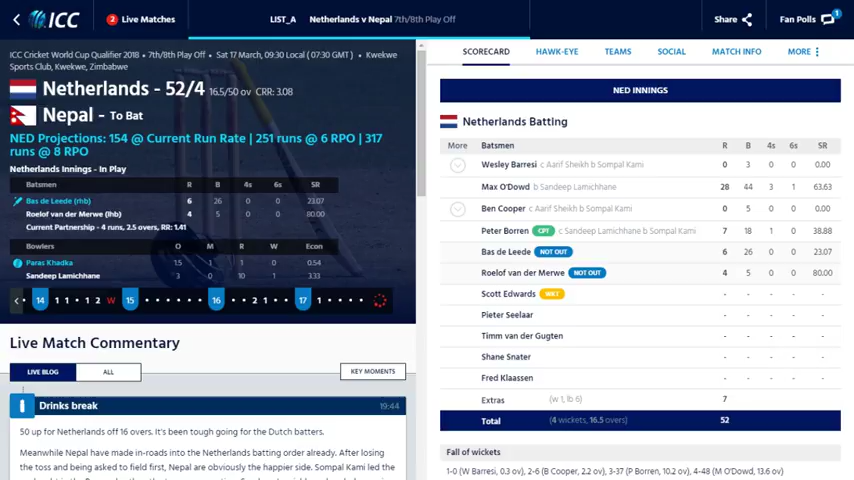 ICC
2 Live Matches
LIST_A Netherlands v Nepal 7th/8th Play Off
Share
Fan Polls 1
ICC Cricket World Cup Qualifier 2018 • 7th/8th Play Off • Sat 17 March, 09:30 Local ( 07:30 GMT ) • Kwekwe
Sports Club, Kwekwe, Zimbabwe
Netherlands - 52/4 16.5/50 ov CRR: 3.08
Nepal - To Bat
NED Projections: 154 @ Current Run Rate | 251 runs @ 6 RPO | 317
runs @ 8 RPO
Netherlands Innings - In Play
Batsmen R B 4s 6s SR
Bas de Leede (rhb) 6 26 0 0 23.07
Roelof van der Merwe (lhb) 4 5 0 0 80.00
Current Partnership - 4 runs, 2.5 overs, RR: 1.41
Bowlers O M R W Econ
Paras Khadka 1.5 1 1 0 0.54
Sandeep Lamichhane 3 0 10 1 3.33
14 1 1 • 1 2 W 15 • • • • • • 16 • • 2 1 • • 17 1 • • • •
Live Match Commentary
LIVE BLOG ALL KEY MOMENTS
Drinks break 19:44
50 up for Netherlands off 16 overs. It's been tough going for the Dutch batters.
Meanwhile Nepal have made in-roads into the Netherlands batting order already. After losing
the toss and being asked to field first, Nepal are obviously the happier side. Sompal Kami led the
SCORECARD HAWK-EYE TEAMS SOCIAL MATCH INFO MORE
NED INNINGS
Netherlands Batting
More Batsmen R B 4s 6s SR
Wesley Barresi c Aarif Sheikh b Sompal Kami 0 3 0 0 0.00
Max O'Dowd b Sandeep Lamichhane 28 44 3 1 63.63
Ben Cooper c Aarif Sheikh b Sompal Kami 0 5 0 0 0.00
Peter Borren CPT c Sandeep Lamichhane b Sompal Kami 7 18 1 0 38.88
Bas de Leede NOT OUT 6 26 0 0 23.07
Roelof van der Merwe NOT OUT 4 5 0 0 80.00
Scott Edwards WKT - - - - -
Pieter Seelaar - - - - -
Timm van der Gugten - - - - -
Shane Snater - - - - -
Fred Klaassen - - - - -
Extras (w 1, lb 6) 7
Total (4 wickets, 16.5 overs) 52
Fall of wickets
1-0 (W Barresi, 0.3 ov), 2-6 (B Cooper, 2.2 ov), 3-37 (P Borren, 10.2 ov), 4-48 (M O'Dowd, 13.6 ov)